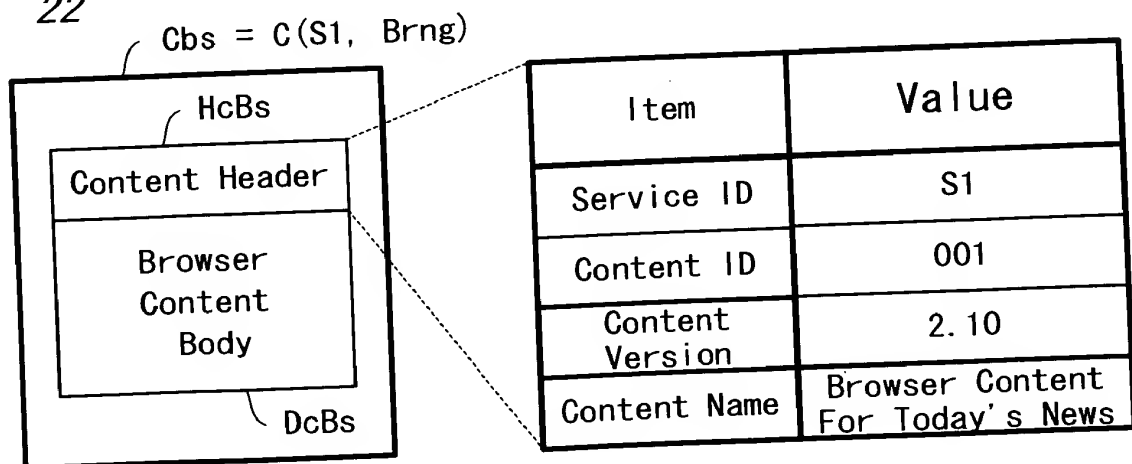 22
Cbs = C(S1, Brng)
HcBs
Content Header
Browser
Content
Body
DcBs
Item Value
Service ID S1
Content ID 001
Content
Version 2.10
Content Name Browser Content
For Today's News